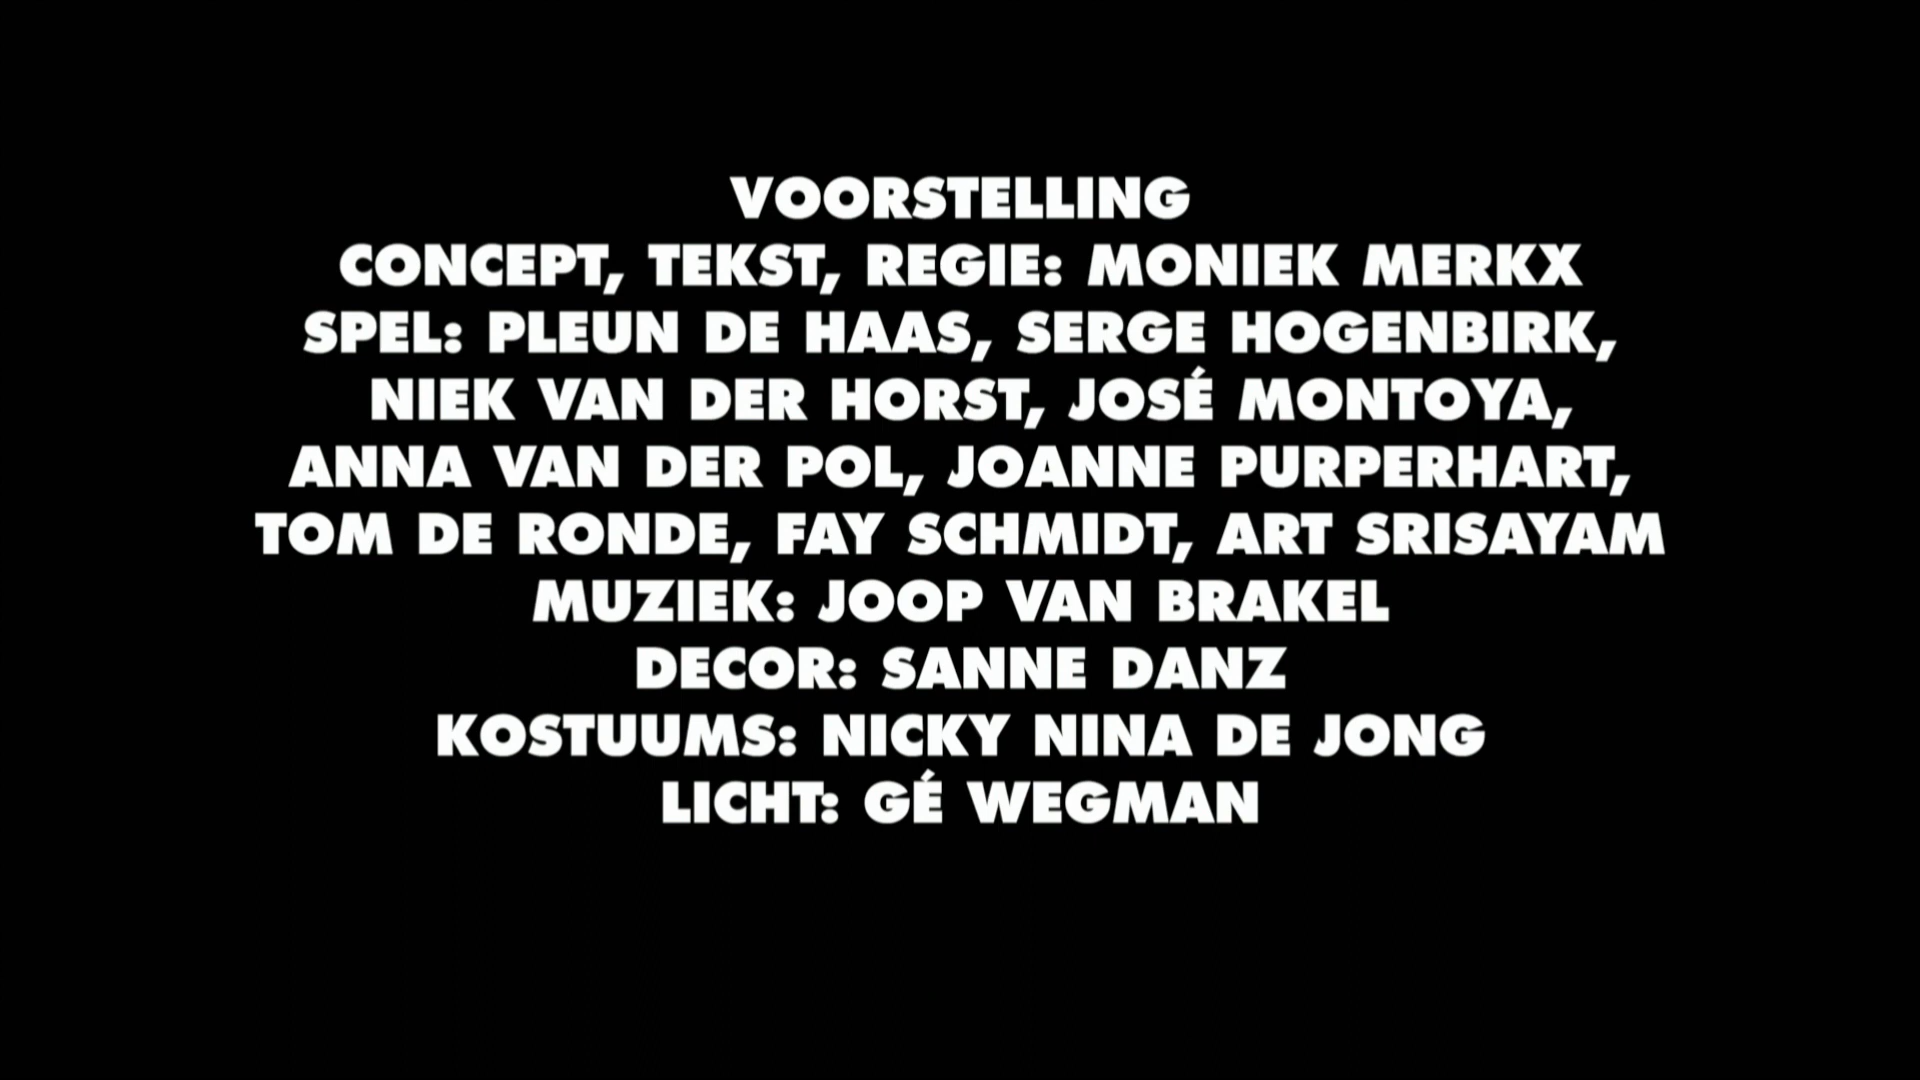 VOORSTELLING
CONCEPT, TEKST, REGIE: MONIEK MERKX
SPEL: PLEUN DE HAAS, SERGE HOGENBIRK,
NIEK VAN DER HORST, JOSÉ MONTOYA,
ANNA VAN DER POL, JOANNE PURPERHART,
TOM DE RONDE, FAY SCHMIDT, ART SRISAYAM
MUZIEK: JOOP VAN BRAKEL
DECOR: SANNE DANZ
KOSTUUMS: NICKY NINA DE JONG
LICHT: GÉ WEGMAN